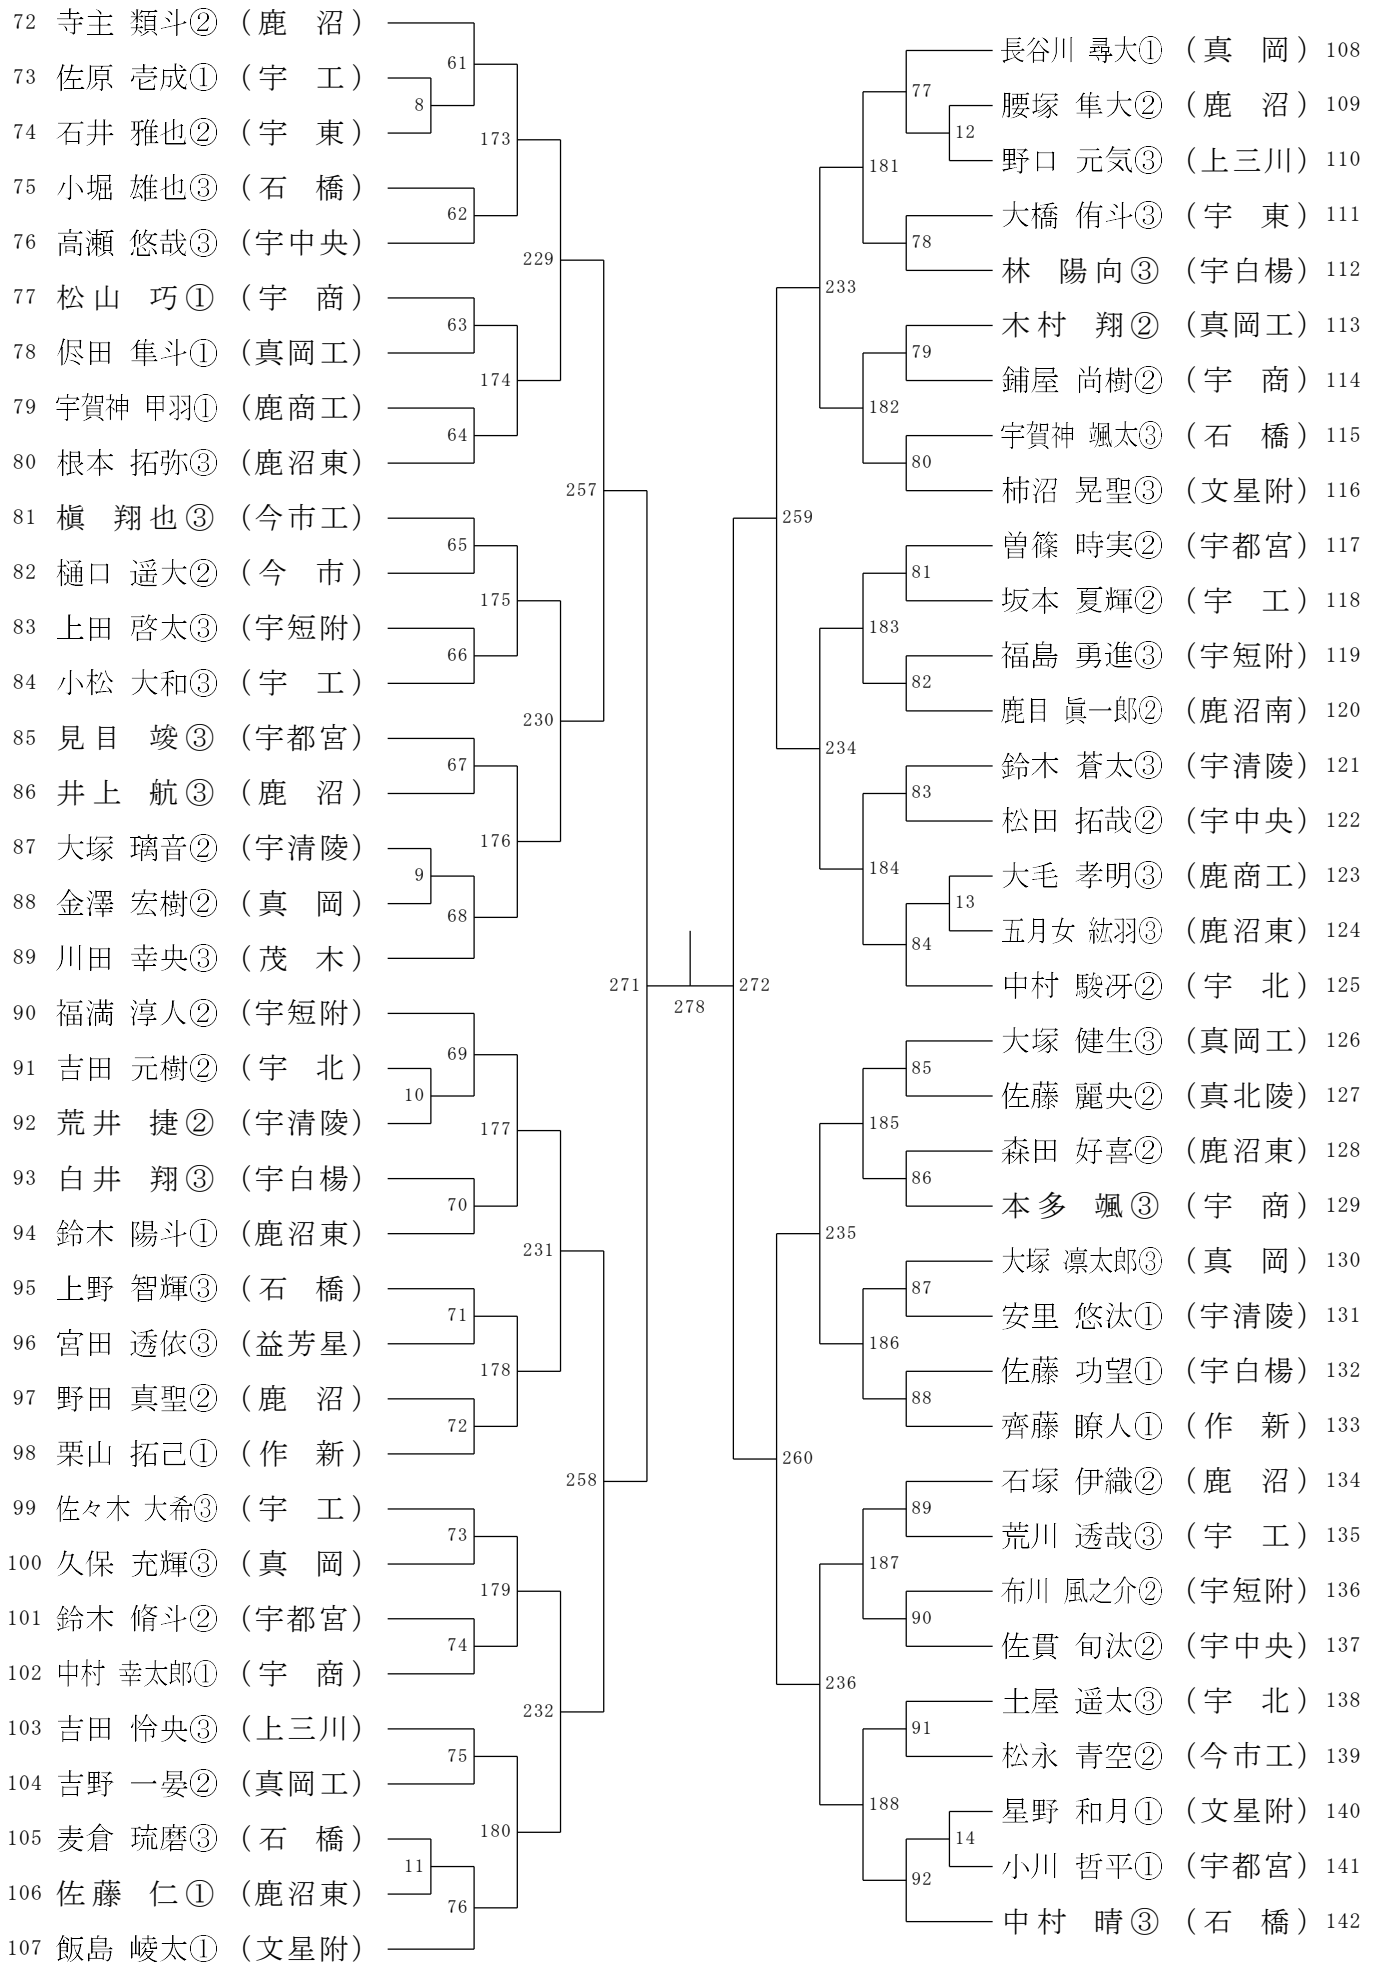 72 寺主 類斗② （鹿　沼）
73 佐原 壱成① （宇　工）
74 石井 雅也② （宇　東）
75 小堀 雄也③ （石　橋）
76 高瀬 悠哉③ （宇中央）
77 松山　巧① （宇　商）
78 侭田 隼斗① （真岡工）
79 宇賀神 甲羽① （鹿商工）
80 根本 拓弥③ （鹿沼東）
81 槇　翔也③ （今市工）
82 樋口 遥大② （今　市）
83 上田 啓太③ （宇短附）
84 小松 大和③ （宇　工）
85 見目　竣③ （宇都宮）
86 井上　航③ （鹿　沼）
87 大塚 璃音② （宇清陵）
88 金澤 宏樹② （真　岡）
89 川田 幸央③ （茂　木）
90 福満 淳人② （宇短附）
91 吉田 元樹② （宇　北）
92 荒井　捷② （宇清陵）
93 白井　翔③ （宇白楊）
94 鈴木 陽斗① （鹿沼東）
95 上野 智輝③ （石　橋）
96 宮田 透依③ （益芳星）
97 野田 真聖② （鹿　沼）
98 栗山 拓己① （作　新）
99 佐々木 大希③ （宇　工）
100 久保 充輝③ （真　岡）
101 鈴木 脩斗② （宇都宮）
102 中村 幸太郎① （宇　商）
103 吉田 怜央③ （上三川）
104 吉野 一晏② （真岡工）
105 麦倉 琉磨③ （石　橋）
106 佐藤　仁① （鹿沼東）
107 飯島 崚太① （文星附）
8
9
10
11
61
62
63
64
65
66
67
68
69
70
71
72
73
74
75
76
173
174
175
176
177
178
179
180
229
230
231
232
257
258
271
278
272
259
260
233
234
235
236
181
182
183
184
185
186
187
188
77
78
79
80
81
82
83
84
85
86
87
88
89
90
91
92
12
13
14
長谷川 尋大① （真　岡） 108
腰塚 隼大② （鹿　沼） 109
野口 元気③ （上三川） 110
大橋 侑斗③ （宇　東） 111
林　陽向③ （宇白楊） 112
木村　翔② （真岡工） 113
鋪屋 尚樹② （宇　商） 114
宇賀神 颯太③ （石　橋） 115
柿沼 晃聖③ （文星附） 116
曽篠 時実② （宇都宮） 117
坂本 夏輝② （宇　工） 118
福島 勇進③ （宇短附） 119
鹿目 眞一郎② （鹿沼南） 120
鈴木 蒼太③ （宇清陵） 121
松田 拓哉② （宇中央） 122
大毛 孝明③ （鹿商工） 123
五月女 紘羽③ （鹿沼東） 124
中村 駿冴② （宇　北） 125
大塚 健生③ （真岡工） 126
佐藤 麗央② （真北陵） 127
森田 好喜② （鹿沼東） 128
本多　颯③ （宇　商） 129
大塚 凛太郎③ （真　岡） 130
安里 悠汰① （宇清陵） 131
佐藤 功望① （宇白楊） 132
齊藤 瞭人① （作　新） 133
石塚 伊織② （鹿　沼） 134
荒川 透哉③ （宇　工） 135
布川 風之介② （宇短附） 136
佐貫 旬汰② （宇中央） 137
土屋 遥太③ （宇　北） 138
松永 青空② （今市工） 139
星野 和月① （文星附） 140
小川 哲平① （宇都宮） 141
中村　晴③ （石　橋） 142